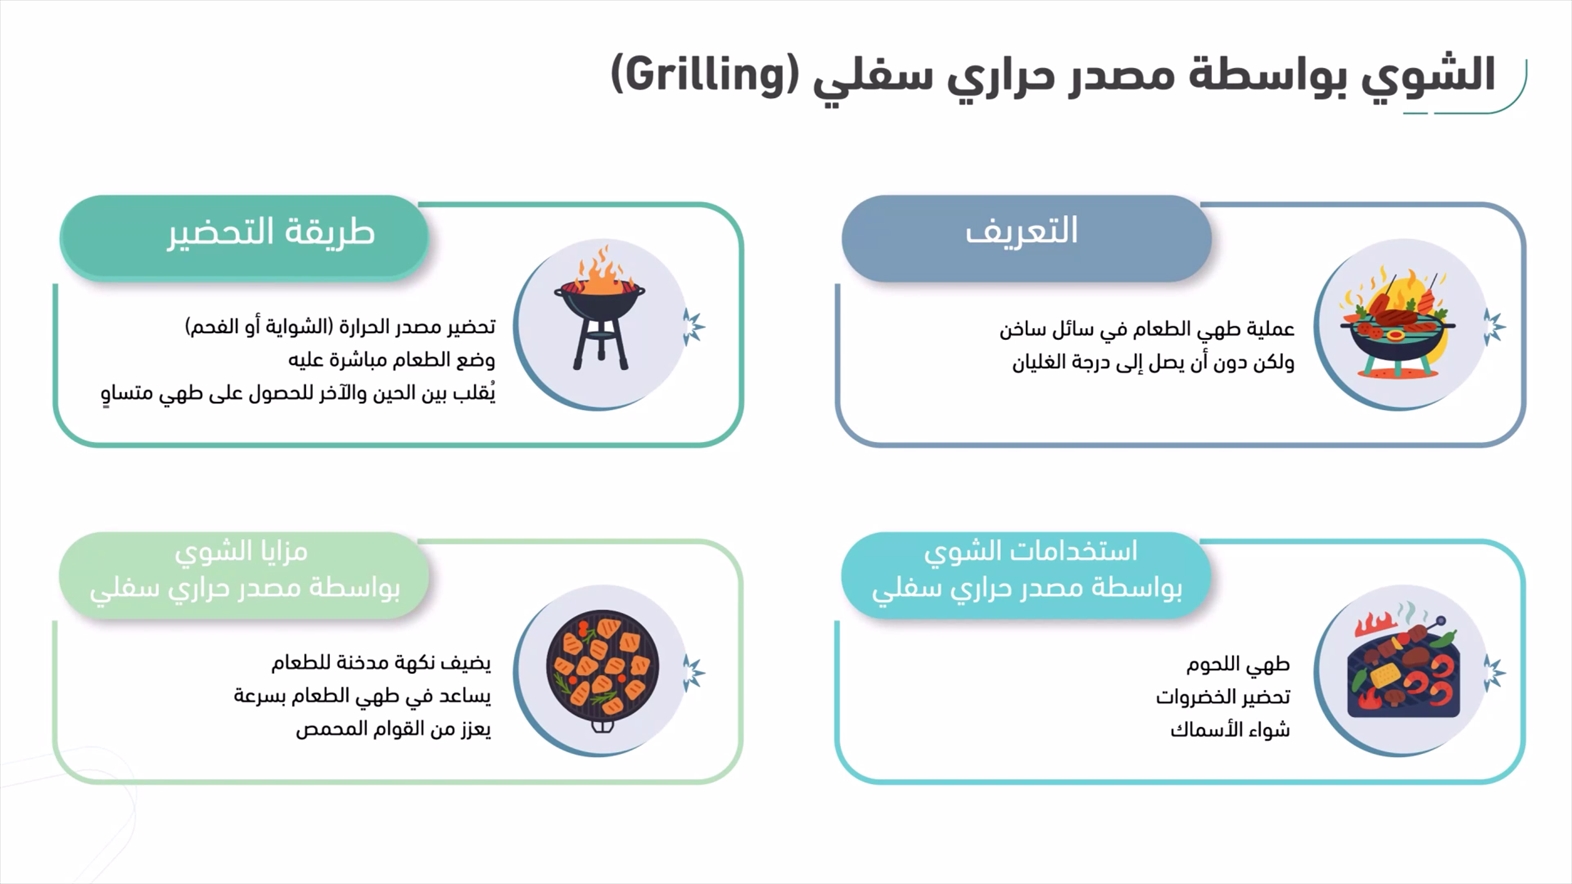 الشوي بواسطة مصدر حراري سفلي (Grilling)
التعريف
عملية طهي الطعام في سائل ساخن
ولكن دون أن يصل إلى درجة الغليان
طريقة التحضير
تحضير مصدر الحرارة (الشواية أو الفحم)
وضع الطعام مباشرة عليه
يُقلب بين الحين والآخر للحصول على طهي متساوٍ
استخدامات الشوي
بواسطة مصدر حراري سفلي
طهي اللحوم
تحضير الخضروات
شواء الأسماك
مزايا الشوي
بواسطة مصدر حراري سفلي
يضيف نكهة مدخنة للطعام
يساعد في طهي الطعام بسرعة
يعزز من القوام المحمص